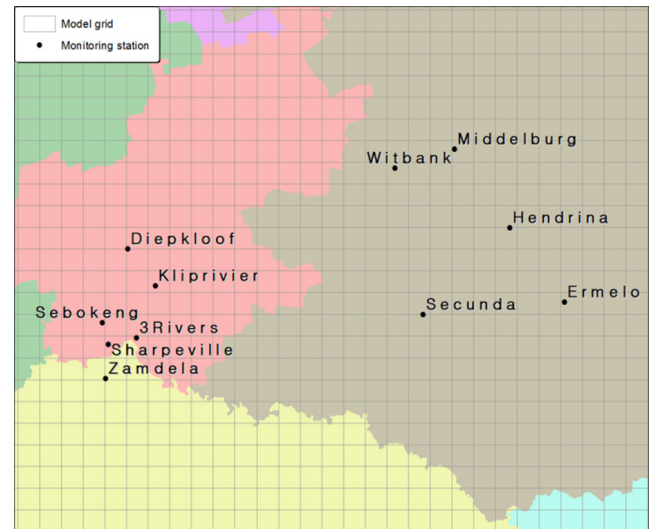 Model grid
Monitoring station
Middelburg
Witbank
Hendrina
Diepkloof
Kliprivier
Ermelo
Secunda
Sebokeng
3Rivers
Sharpeville
Zamdela